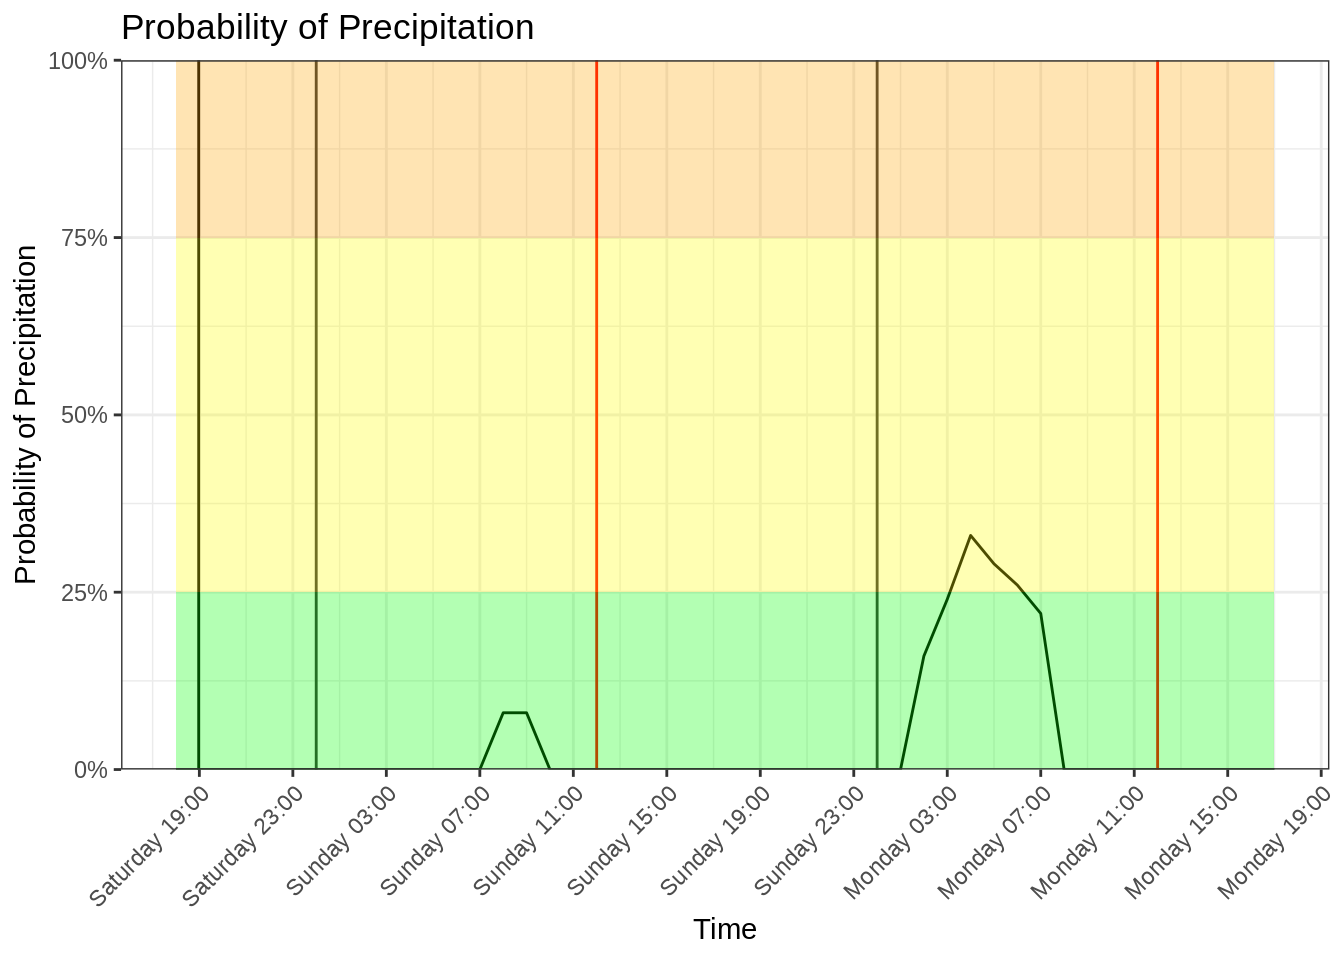 Probability of Precipitation
Probability of Precipitation
100%
75%
50%
25%
0%
Saturday 19:00
Saturday 23:00
Sunday 03:00
Sunday 07:00
Sunday 11:00
Sunday 15:00
Sunday 19:00
Sunday 23:00
Monday 03:00
Monday 07:00
Monday 11:00
Monday 15:00
Monday 19:00
Time